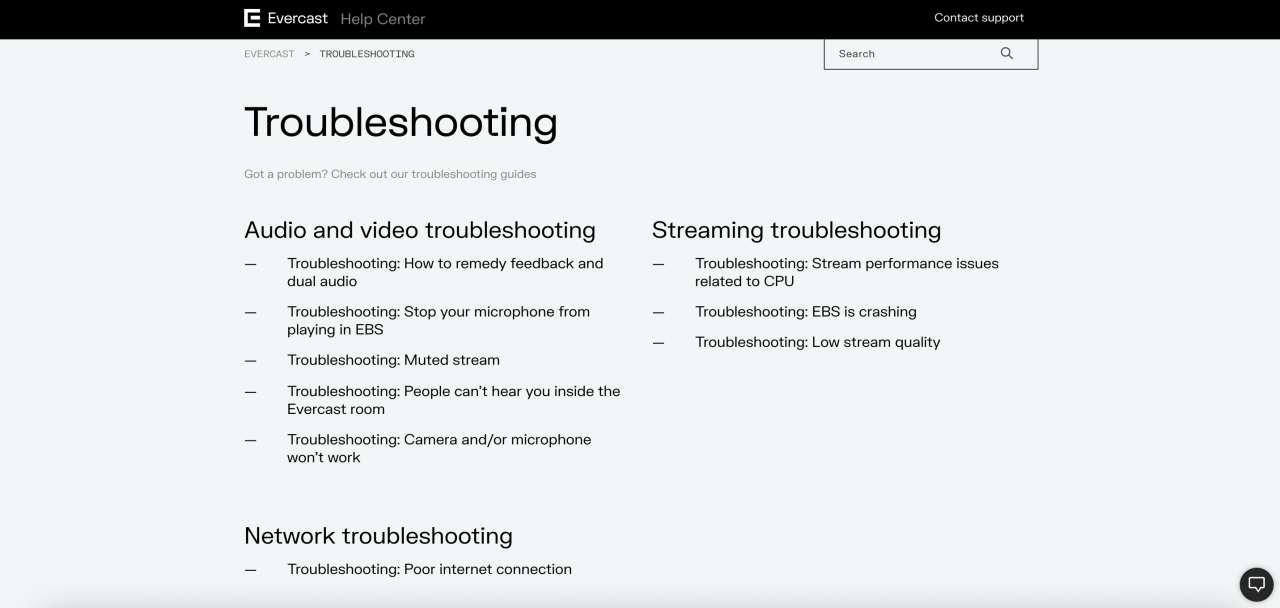 Evercast Help Center
Contact support
EVERCAST > TROUBLESHOOTING
Search
Troubleshooting
Got a problem? Check out our troubleshooting guides
Audio and video troubleshooting
— Troubleshooting: How to remedy feedback and
dual audio
— Troubleshooting: Stop your microphone from
playing in EBS
— Troubleshooting: Muted stream
— Troubleshooting: People can’t hear you inside the
Evercast room
— Troubleshooting: Camera and/or microphone
won’t work
Streaming troubleshooting
— Troubleshooting: Stream performance issues
related to CPU
— Troubleshooting: EBS is crashing
— Troubleshooting: Low stream quality
Network troubleshooting
— Troubleshooting: Poor internet connection